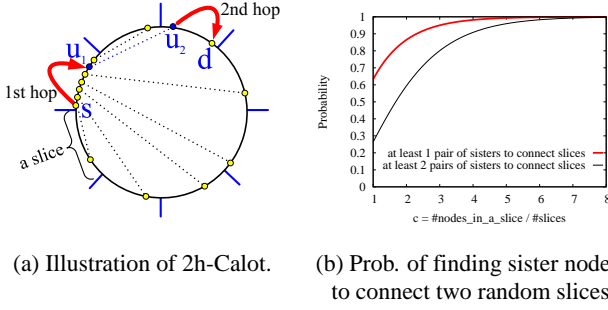 2nd hop
u1
u2
d
1st hop
s
a slice
(a) Illustration of 2h-Calot.
1
0.9
0.8
0.7
0.6
0.5
0.4
0.3
0.2
0.1
0
Probability
at least 1 pair of sisters to connect slices
at least 2 pairs of sisters to connect slices
1 2 3 4 5 6 7 8
c = #nodes_in_a_slice / #slices
(b) Prob. of finding sister node
to connect two random slices